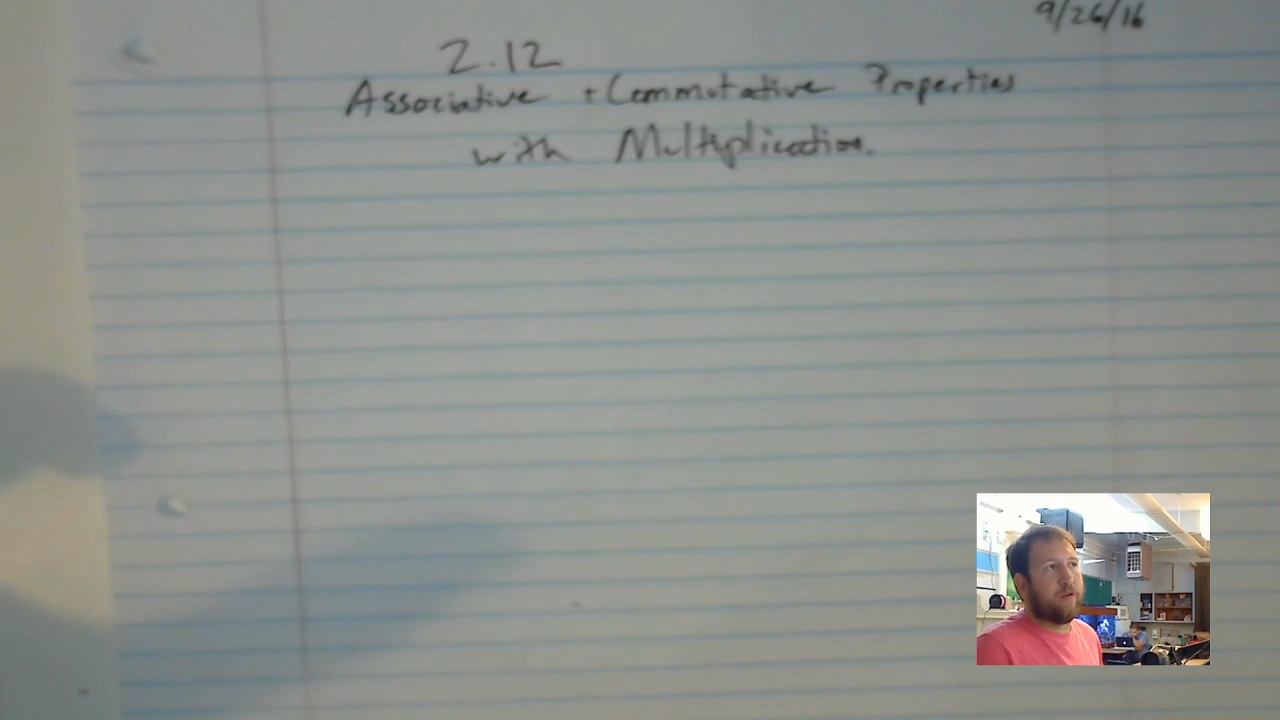 9/26/16
2.12
Associative + Commutative Properties
with Multiplication.